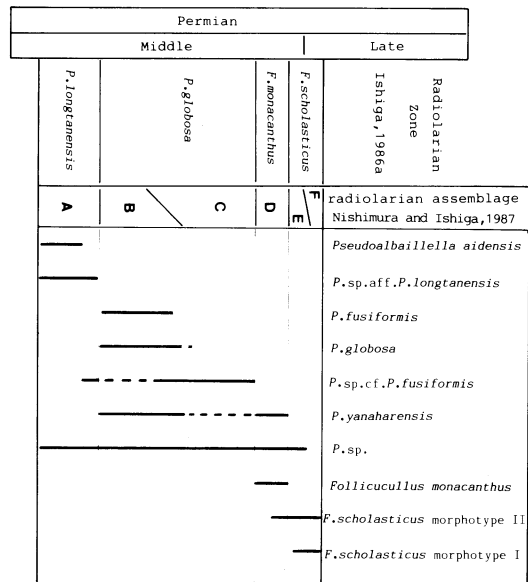 Permian
Middle
Late
P.longtanensis
P.globosa
F.monacanthus
F.scholasticus
Radiolarian
Zone
Ishiga,1986a
A
B
C
D
E
F
radiolarian assemblage
Nishimura and Ishiga,1987
Pseudoalbaillella aidensis
P.sp.aff.P.longtanensis
P.fusiformis
P.globosa
P.sp.cf.P.fusiformis
P.yanaharensis
P.sp.
Follicucullus monacanthus
F.scholasticus morphotype II
F.scholasticus morphotype I